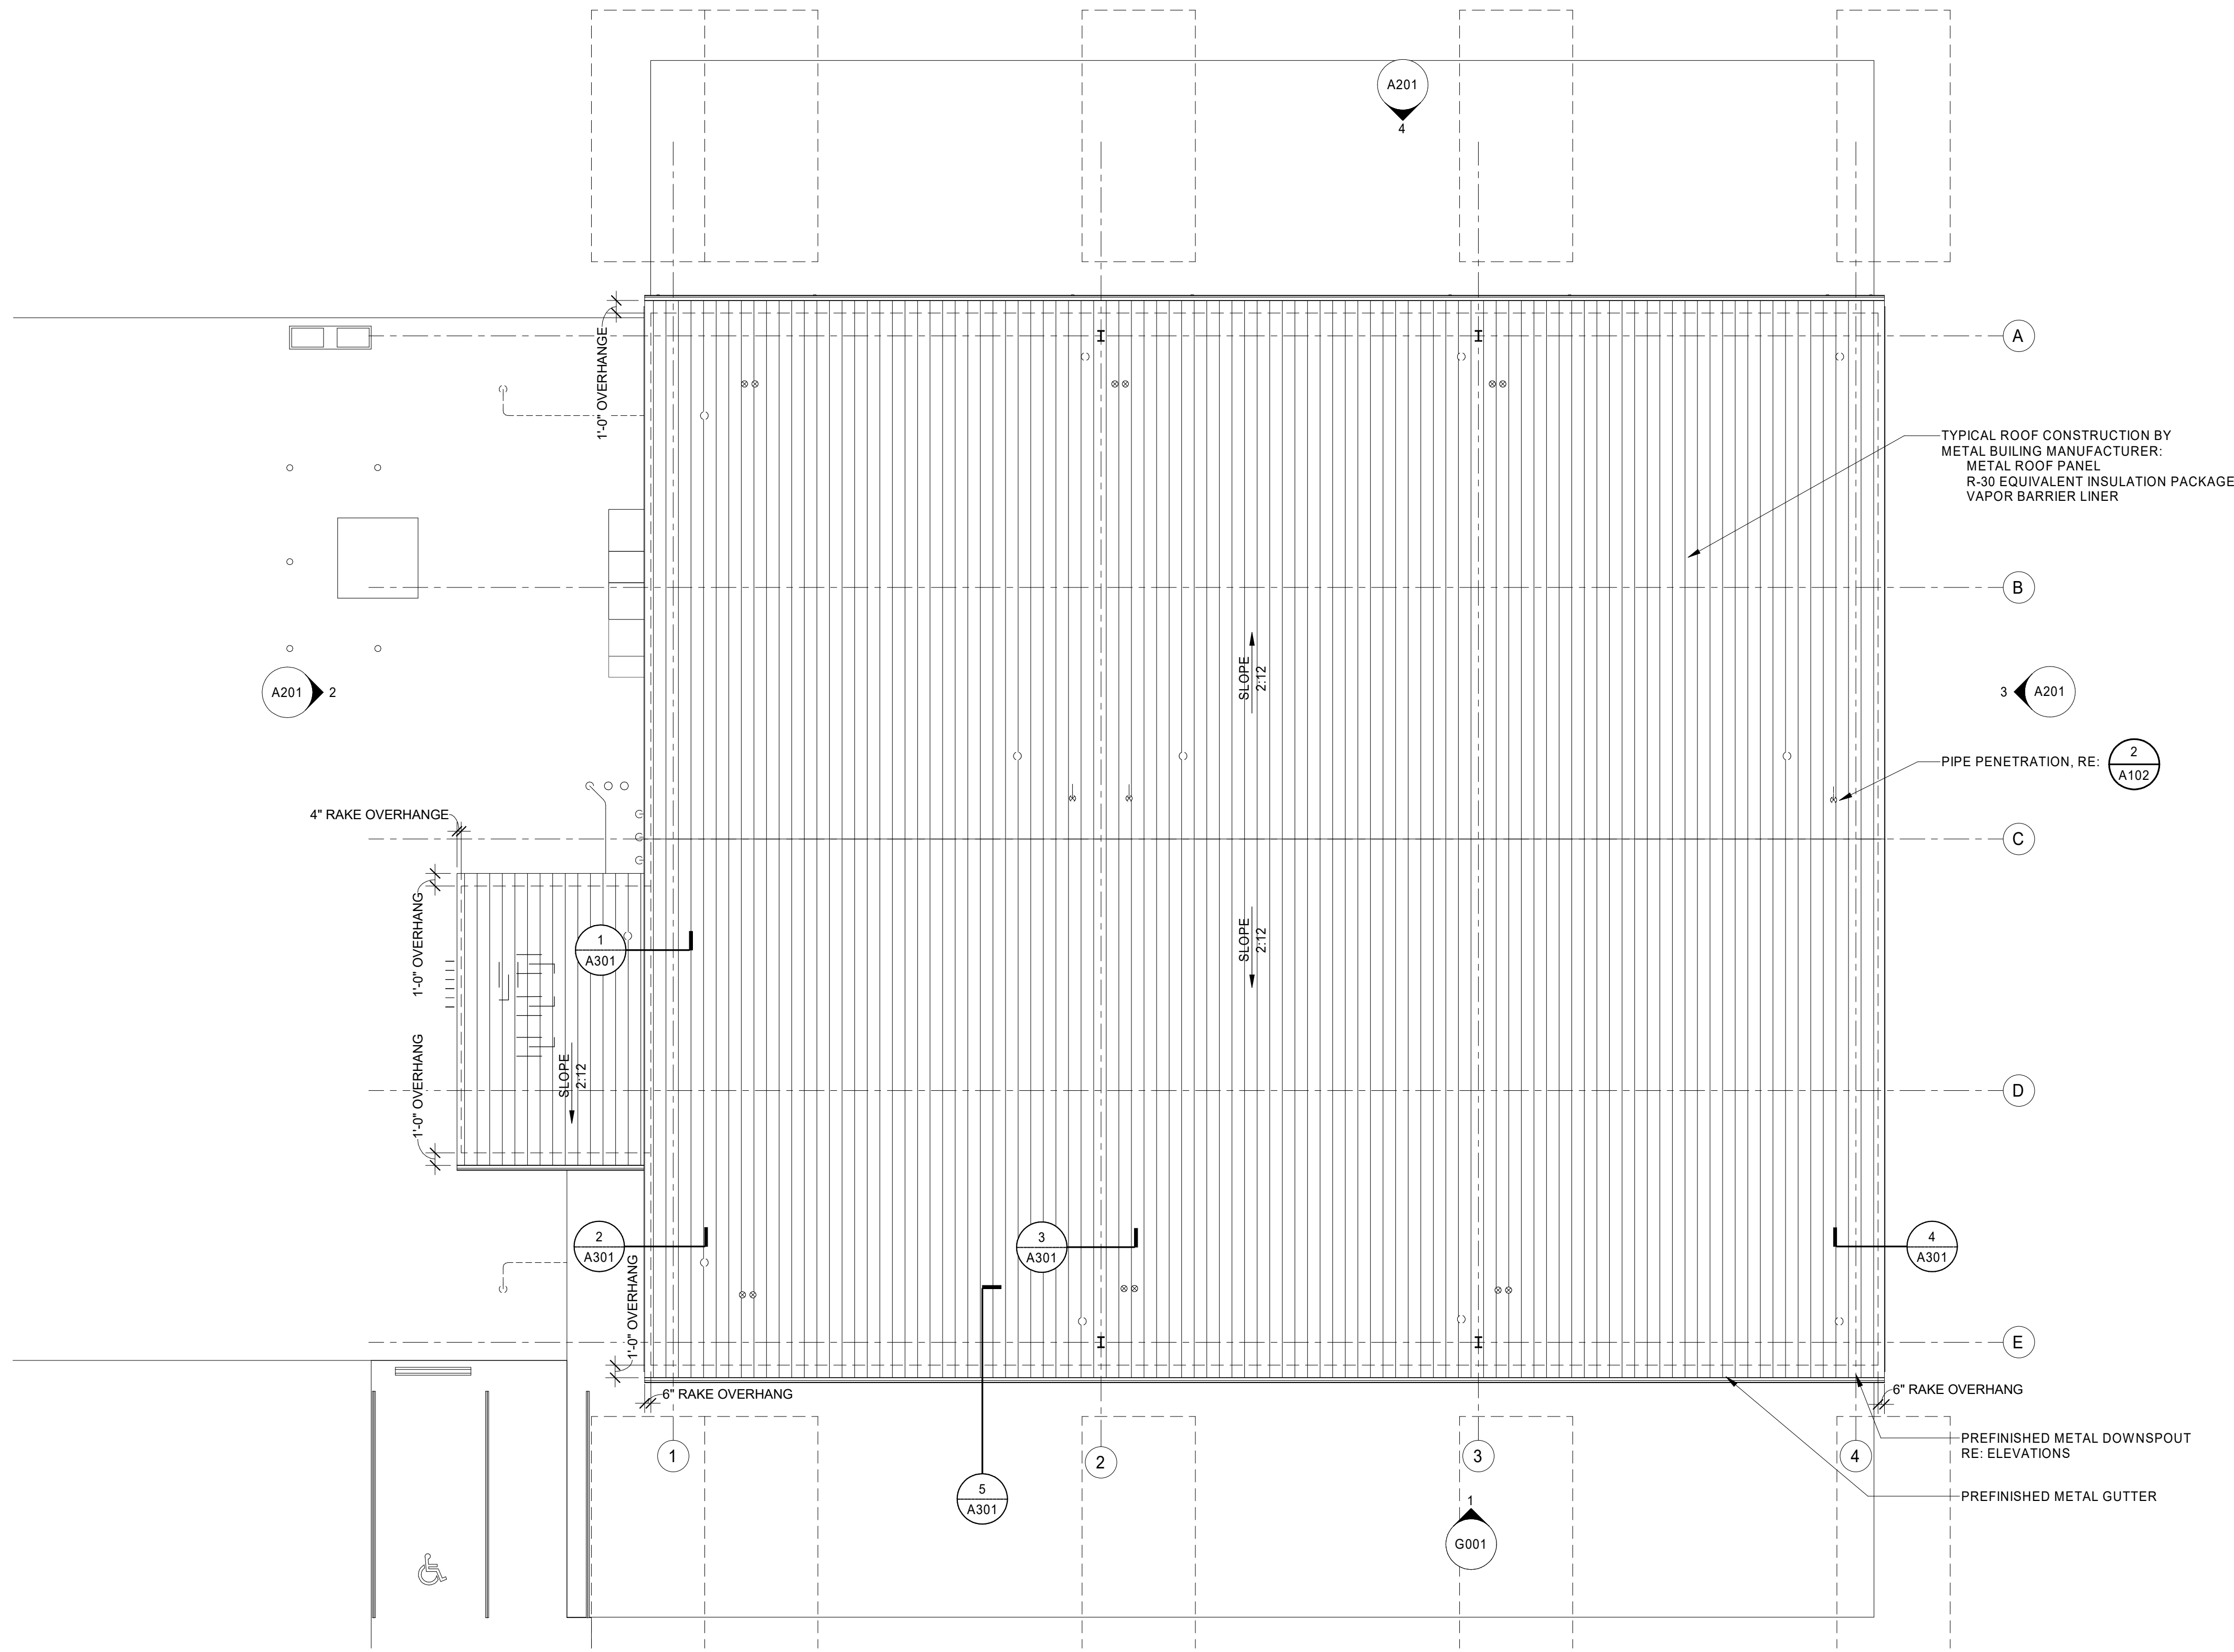 A201
4
1'-0" OVERHANGE
A
TYPICAL ROOF CONSTRUCTION BY
METAL BUILING MANUFACTURER:
METAL ROOF PANEL
R-30 EQUIVALENT INSULATION PACKAGE
VAPOR BARRIER LINER
B
SLOPE
2:12
A201
2
3
A201
PIPE PENETRATION, RE:
2
A102
4" RAKE OVERHANGE
C
1'-0" OVERHANG
1
A301
SLOPE
2:12
1'-0" OVERHANG
SLOPE
2:12
D
2
A301
3
A301
4
A301
1'-0" OVERHANG
E
6" RAKE OVERHANG
6" RAKE OVERHANG
1
2
3
4
PREFINISHED METAL DOWNSPOUT
RE: ELEVATIONS
5
A301
1
G001
PREFINISHED METAL GUTTER